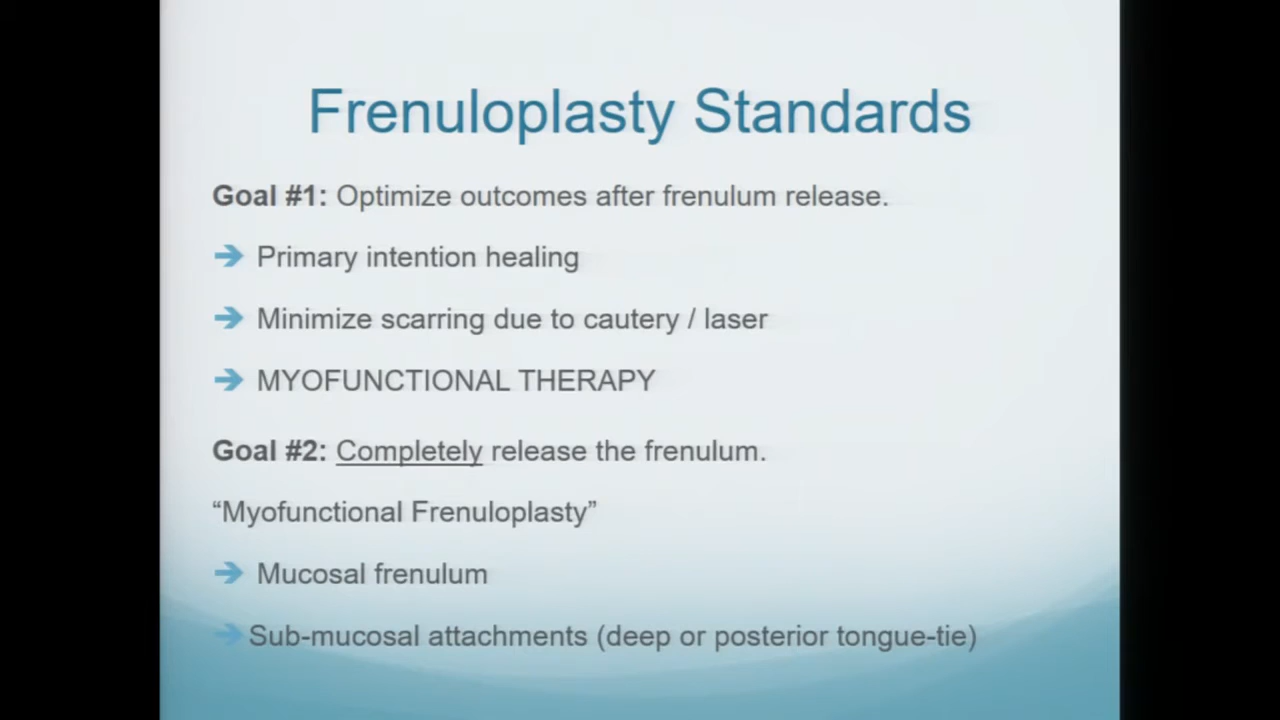 Frenuloplasty Standards
Goal #1: Optimize outcomes after frenulum release.
➔ Primary intention healing
➔ Minimize scarring due to cautery / laser
➔ MYOFUNCTIONAL THERAPY
Goal #2: Completely release the frenulum.
“Myofunctional Frenuloplasty”
➔ Mucosal frenulum
➔ Sub-mucosal attachments (deep or posterior tongue-tie)